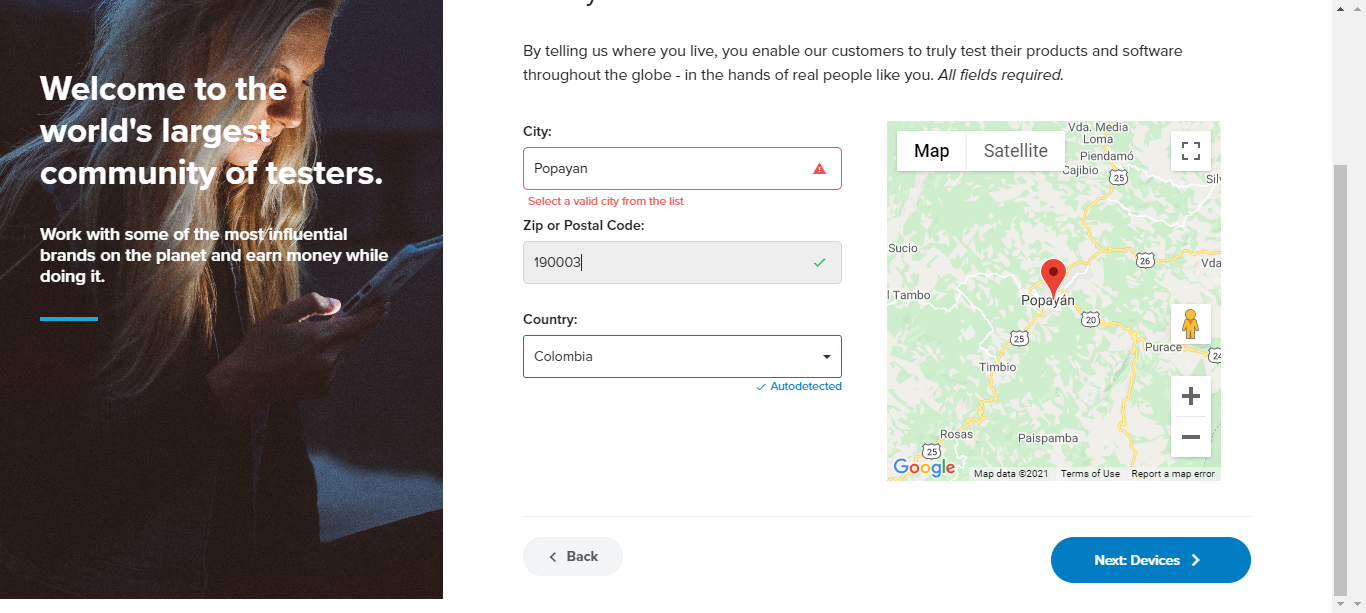 Welcome to the
world's largest
community of testers.
Work with some of the most influential
brands on the planet and earn money while
doing it.
By telling us where you live, you enable our customers to truly test their products and software
throughout the globe - in the hands of real people like you. All fields required.
City:
Popayan
Select a valid city from the list
Zip or Postal Code:
190003
Country:
Colombia
Autodetected
Map
Satellite
Vda. Media
Loma
Piendamó
Cajibio
25
Silv
Sucio
26
Vda
l Tambo
Popayán
20
25
Purace
24
Timbio
Rosas
Paispamba
25
Google
Map data ©2021
Terms of Use
Report a map error
Back
Next: Devices